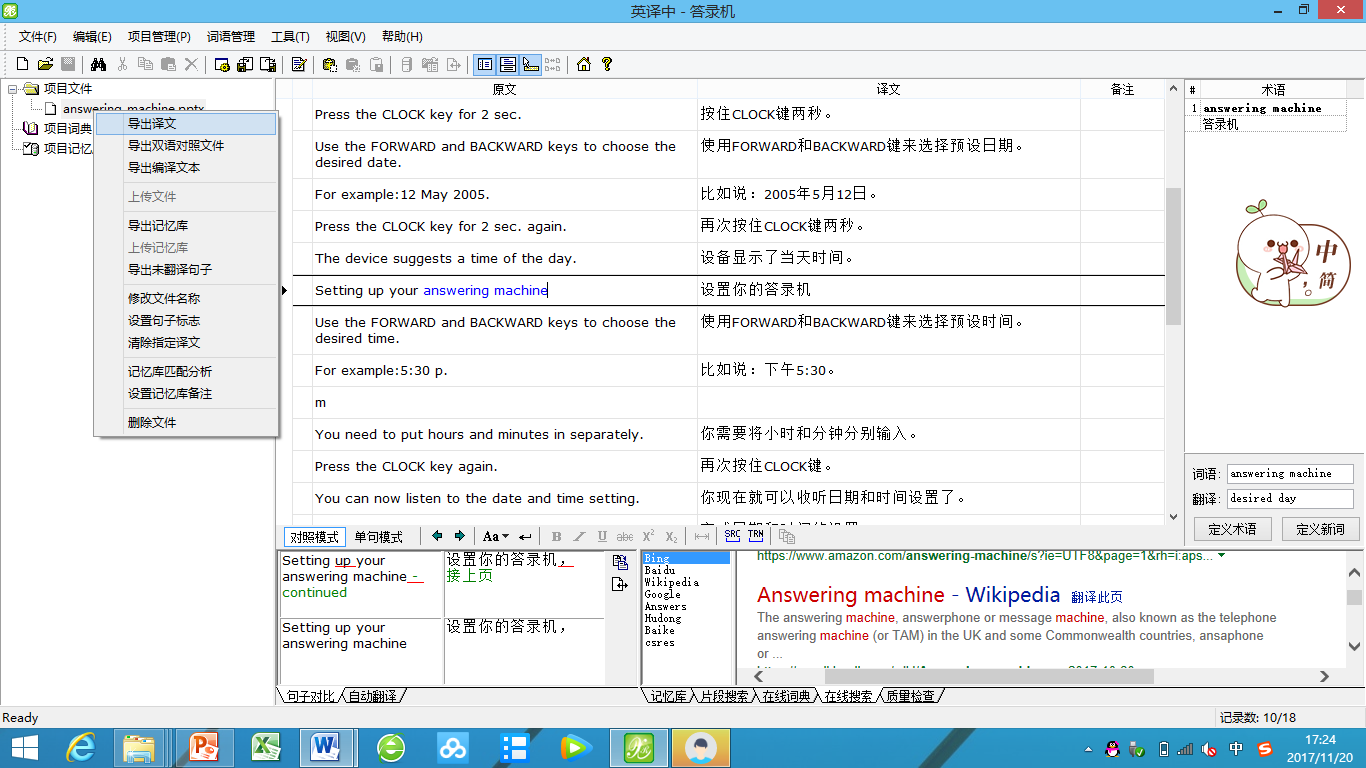 英译中 - 答录机
文件(F) 编辑(E) 项目管理(P) 词语管理 工具(T) 视图(V) 帮助(H)
项目文件
answering machine.pptx
项目词典
项目记忆
导出译文
导出双语对照文件
导出编译文本
上传文件
导出记忆库
上传记忆库
导出未翻译句子
修改文件名称
设置句子标志
清除指定译文
记忆库匹配分析
设置记忆库备注
删除文件
原文 译文 备注
Press the CLOCK key for 2 sec. 按住CLOCK键两秒。
Use the FORWARD and BACKWARD keys to choose the 使用FORWARD和BACKWARD键来选择预设日期。
desired date.
For example:12 May 2005. 比如说：2005年5月12日。
Press the CLOCK key for 2 sec. again. 再次按住CLOCK键两秒。
The device suggests a time of the day. 设备显示了当天时间。
Setting up your answering machine 设置你的答录机
Use the FORWARD and BACKWARD keys to choose the 使用FORWARD和BACKWARD键来选择预设时间。
desired time.
For example:5:30 p. 比如说：下午5:30。
m
You need to put hours and minutes in separately. 你需要将小时和分钟分别输入。
Press the CLOCK key again. 再次按住CLOCK键。
You can now listen to the date and time setting. 你现在就可以收听日期和时间设置了。
# 术语
1 answering machine
答录机
中
简
词语: answering machine
翻译: desired day
定义术语 定义新词
对照模式 单句模式 Aa B I U abc X² X₂ SRC TRN
Setting up your 设置你的答录机，
answering machine - 接上页
continued
Setting up your 设置你的答录机，
answering machine
句子对比 自动翻译
Bing
Baidu
Wikipedia
Google
Answers
Hudong
Baike
csres
https://www.amazon.com/answering-machine/s?ie=UTF8&page=1&rh=i:aps...
Answering machine - Wikipedia 翻译此页
The answering machine, answerphone or message machine, also known as the telephone
answering machine (or TAM) in the UK and some Commonwealth countries, ansaphone
or ...
记忆库 片段搜索 在线词典 在线搜索 质量检查
Ready 记录数: 10/18
中
17:24
2017/11/20